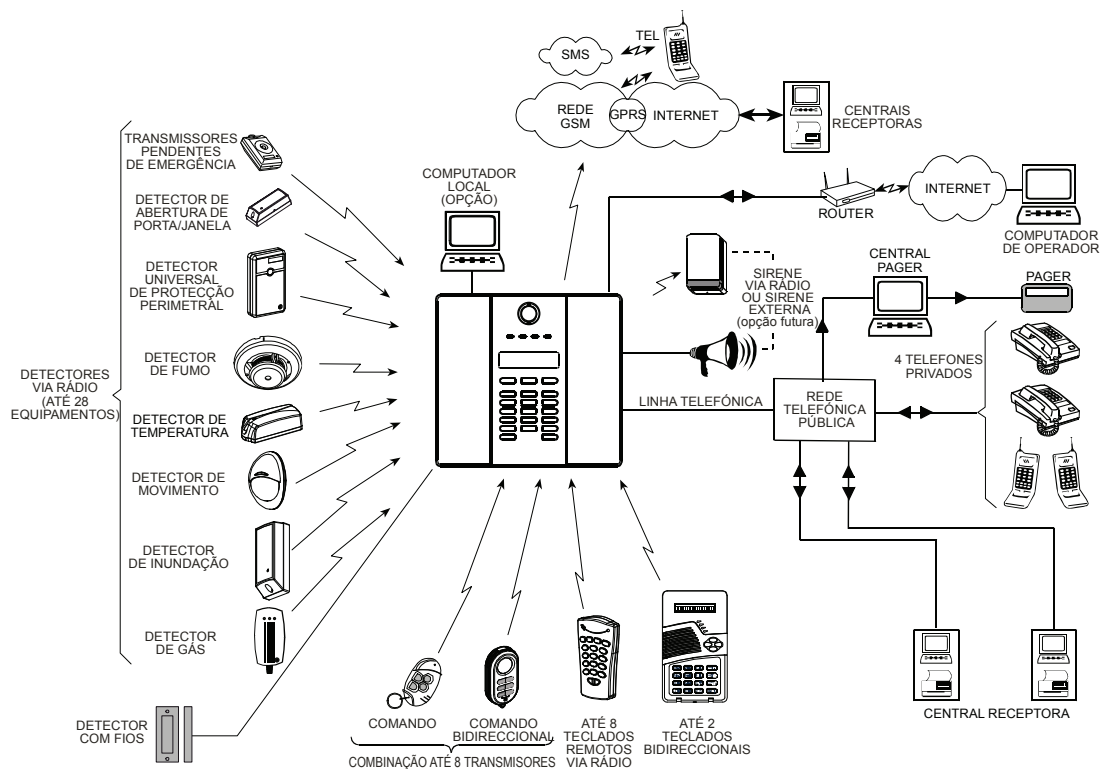 TEL
SMS
REDE
GSM
GPRS
INTERNET
CENTRAIS
RECEPTORAS
TRANSMISSORES
PENDENTES
DE EMERGÊNCIA
COMPUTADOR
LOCAL
(OPÇÃO)
INTERNET
ROUTER
COMPUTADOR
DE OPERADOR
DETECTOR DE
ABERTURA DE
PORTA/JANELA
DETECTOR
UNIVERSAL
DE PROTECÇÃO
PERIMETRAL
SIRENE
VIA RÁDIO
OU SIRENE
EXTERNA
(opção futura)
CENTRAL
PAGER
PAGER
DETECTOR
DE FUMO
4 TELEFONES
PRIVADOS
DETECTORES
VIA RÁDIO
(ATÉ 28
EQUIPAMENTOS)
LINHA TELEFÓNICA
REDE
TELEFÓNICA
PÚBLICA
DETECTOR DE
TEMPERATURA
DETECTOR DE
MOVIMENTO
DETECTOR
DE INUNDAÇÃO
DETECTOR
DE GÁS
DETECTOR
COM FIOS
COMANDO
COMANDO
BIDIRECCIONAL
COMBINAÇÃO ATÉ 8 TRANSMISORES
ATÉ 8
TECLADOS
REMOTOS
VIA RÁDIO
ATÉ 2
TECLADOS
BIDIRECCIONAIS
CENTRAL RECEPTORA